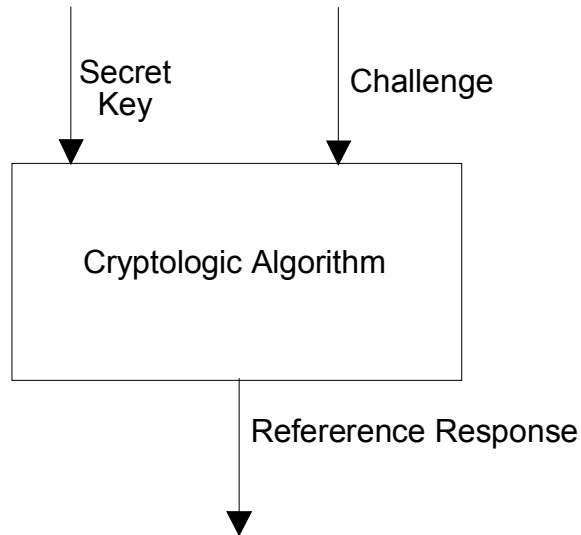 Secret
Key
Challenge
Cryptologic Algorithm
Refererence Response